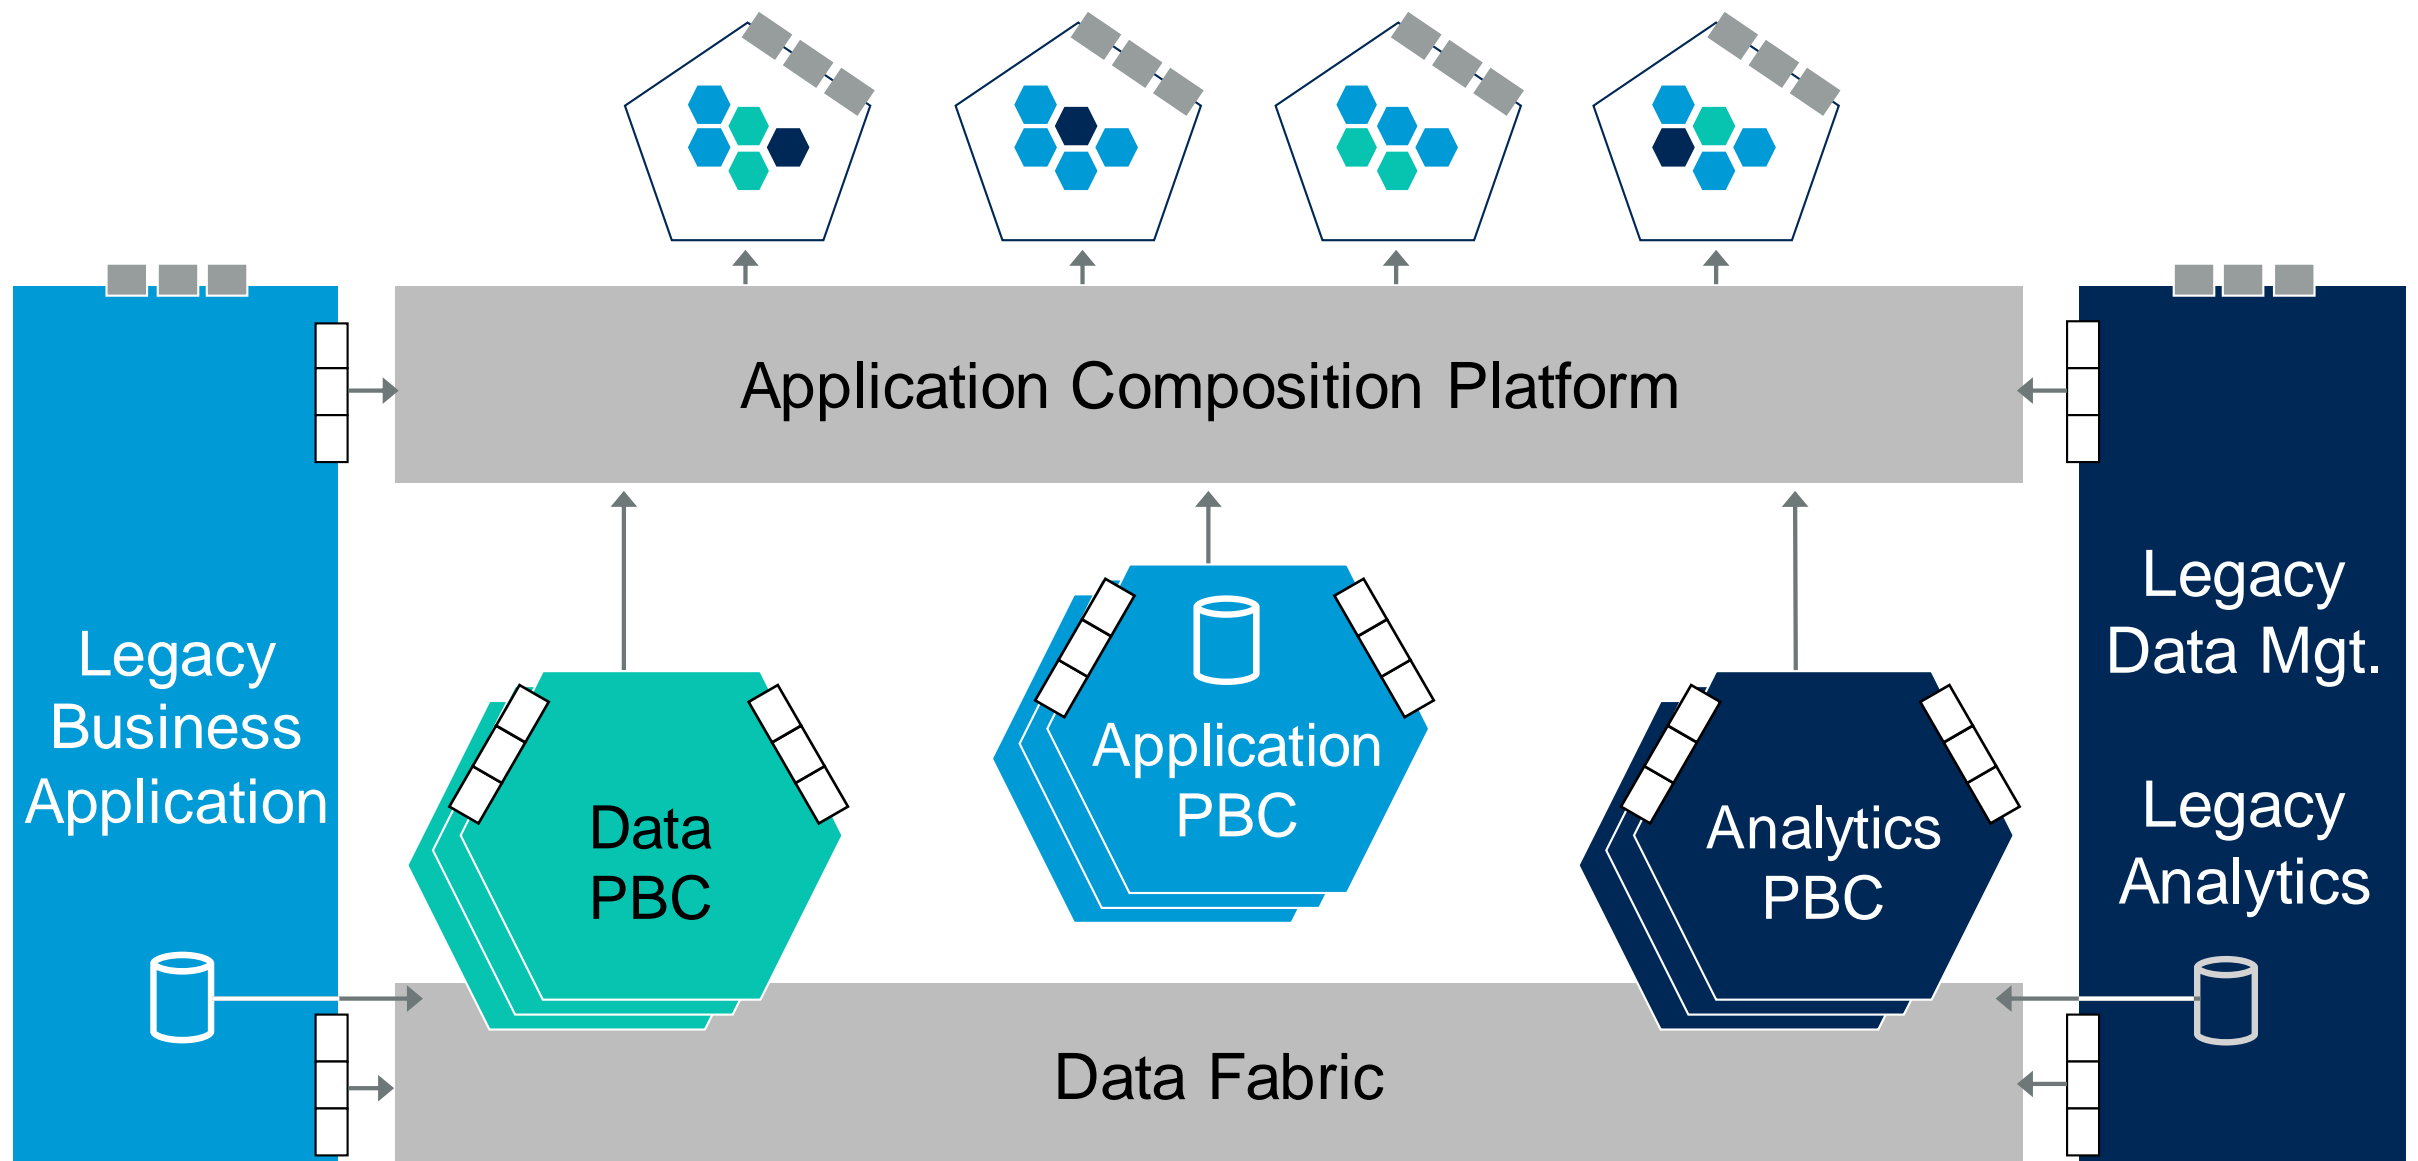 Application Composition Platform
Legacy
Business
Application
Data
PBC
Application
PBC
Analytics
PBC
Legacy
Data Mgt.
Legacy
Analytics
Data Fabric